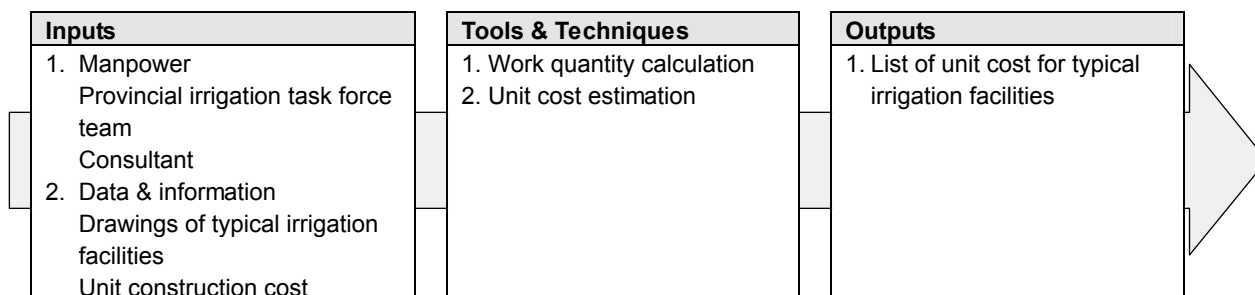 Inputs
1. Manpower
Provincial irrigation task force
team
Consultant
2. Data & information
Drawings of typical irrigation
facilities
Unit construction cost
Tools & Techniques
1. Work quantity calculation
2. Unit cost estimation
Outputs
1. List of unit cost for typical
irrigation facilities